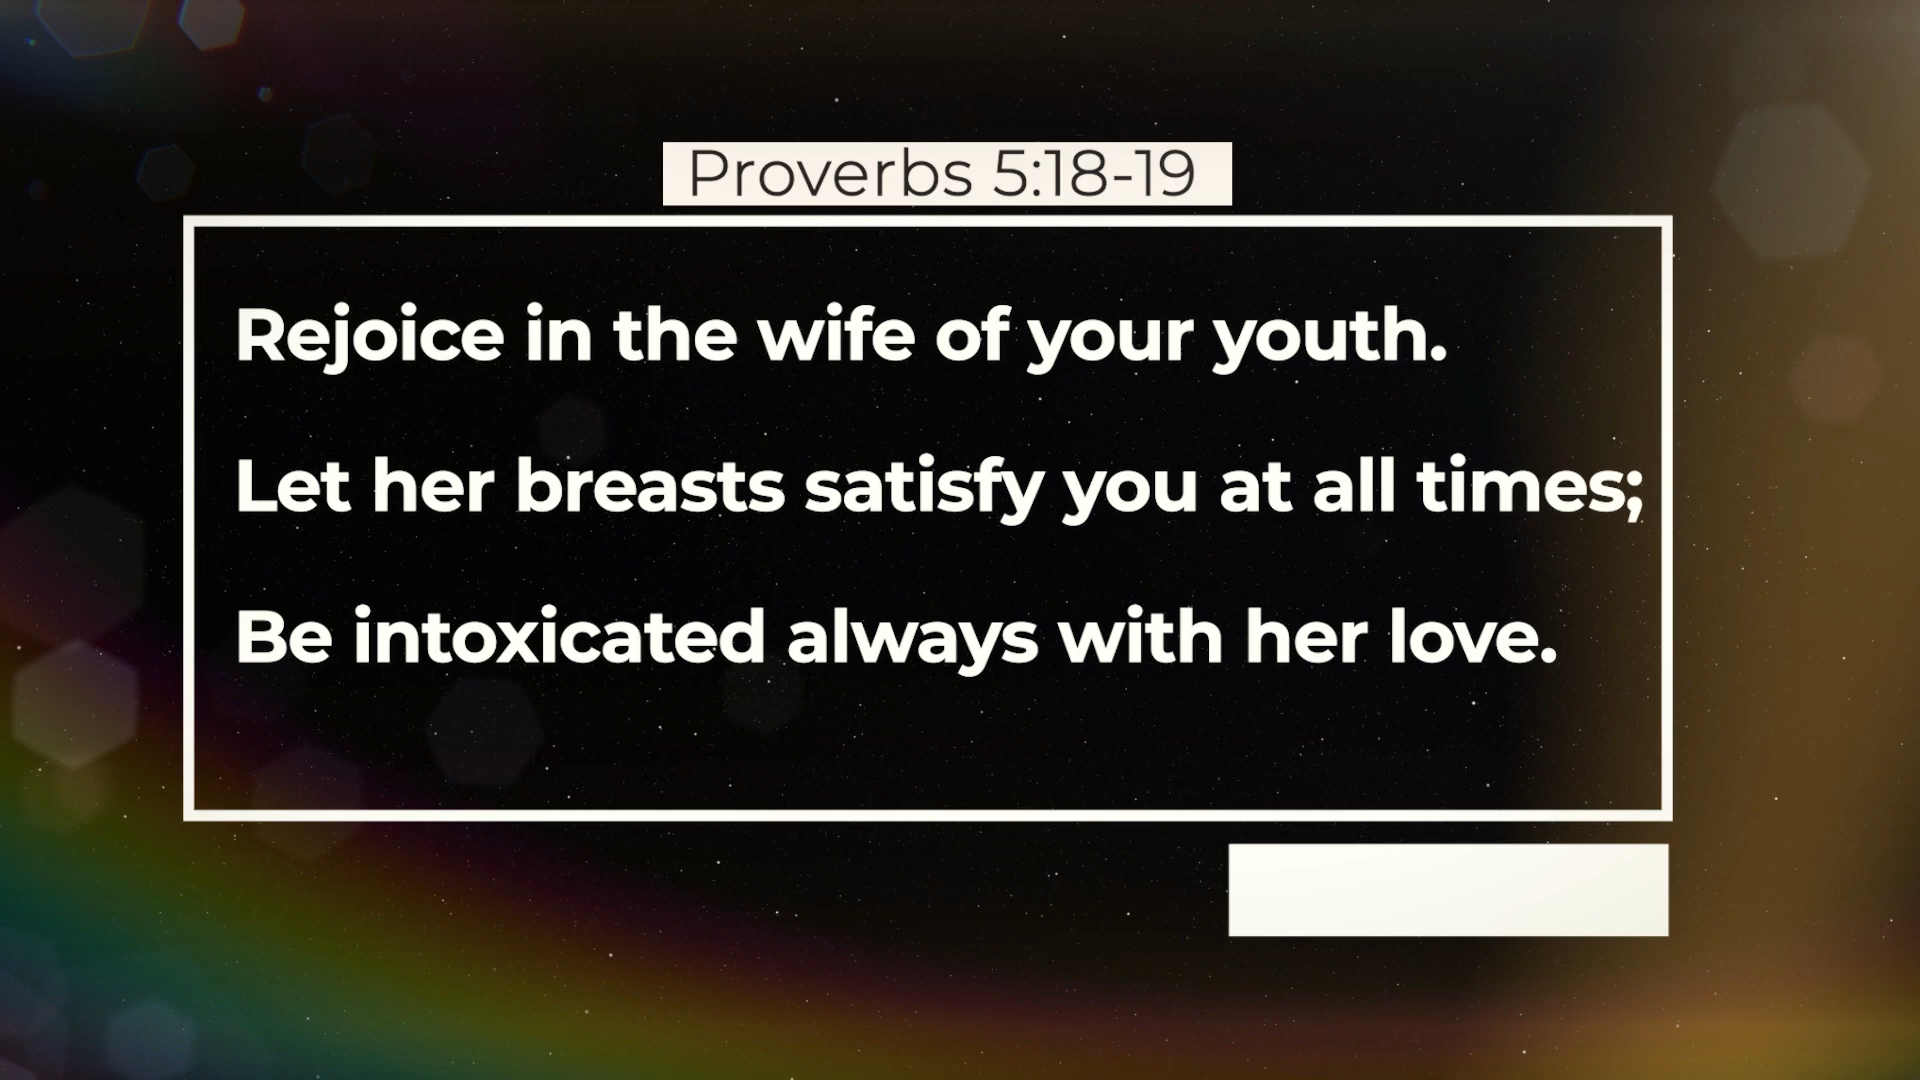 Proverbs 5:18-19
Rejoice in the wife of your youth.
Let her breasts satisfy you at all times;
Be intoxicated always with her love.